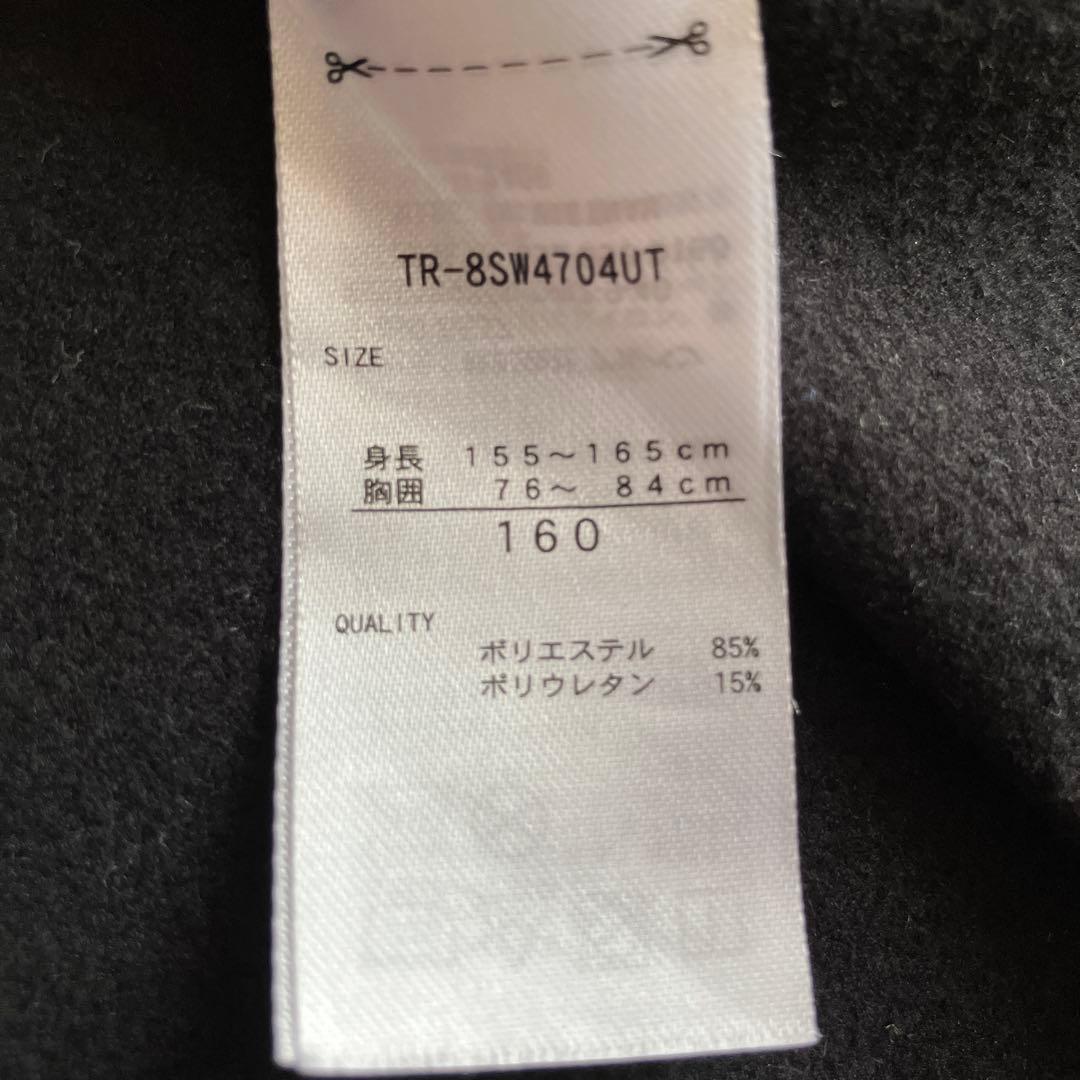 TR-8SW4704UT
SIZE
身長 155~165cm
胸囲 76~ 84cm
160
QUALITY
ポリエステル 85%
ポリウレタン 15%